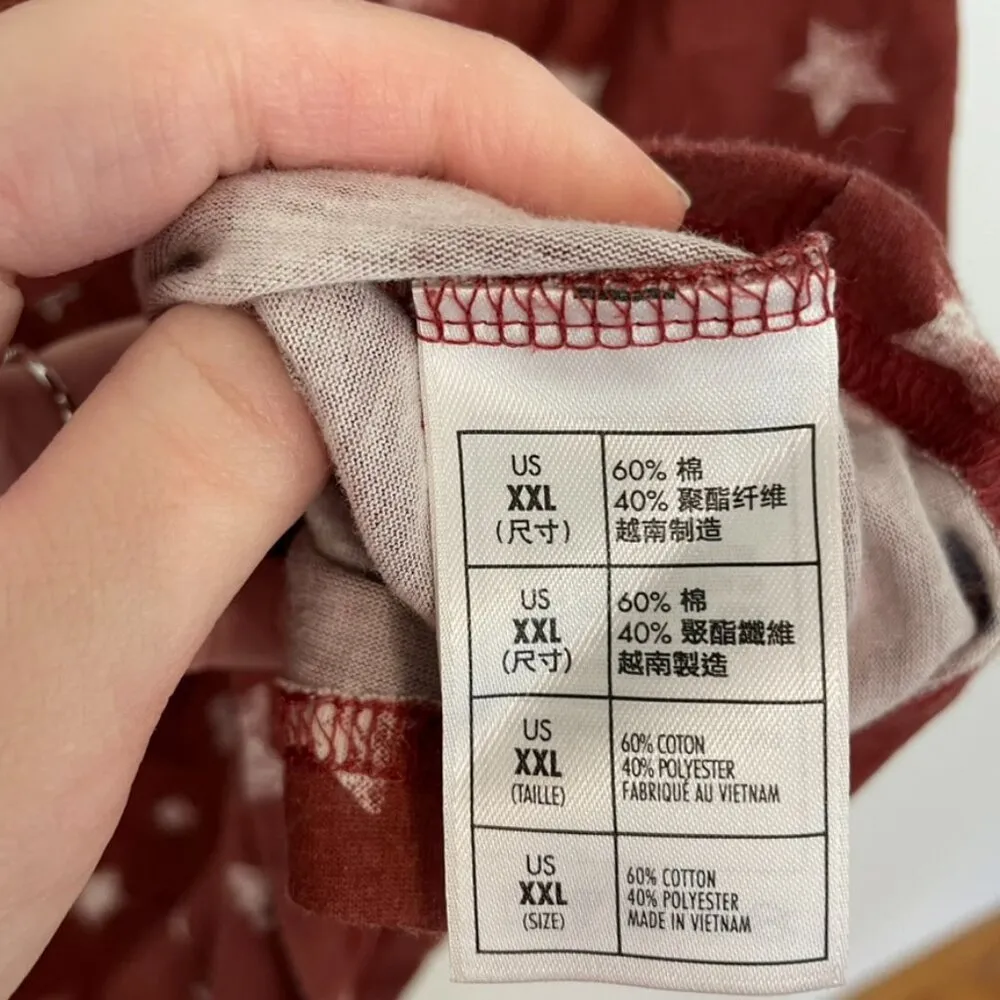 US
XXL
(尺寸)
60% 棉
40% 聚酯纤维
越南制造
US
XXL
(尺寸)
60% 棉
40% 聚酯纖維
越南製造
US
XXL
(TAILLE)
60% COTON
40% POLYESTER
FABRIQUÉ AU VIETNAM
US
XXL
(SIZE)
60% COTTON
40% POLYESTER
MADE IN VIETNAM